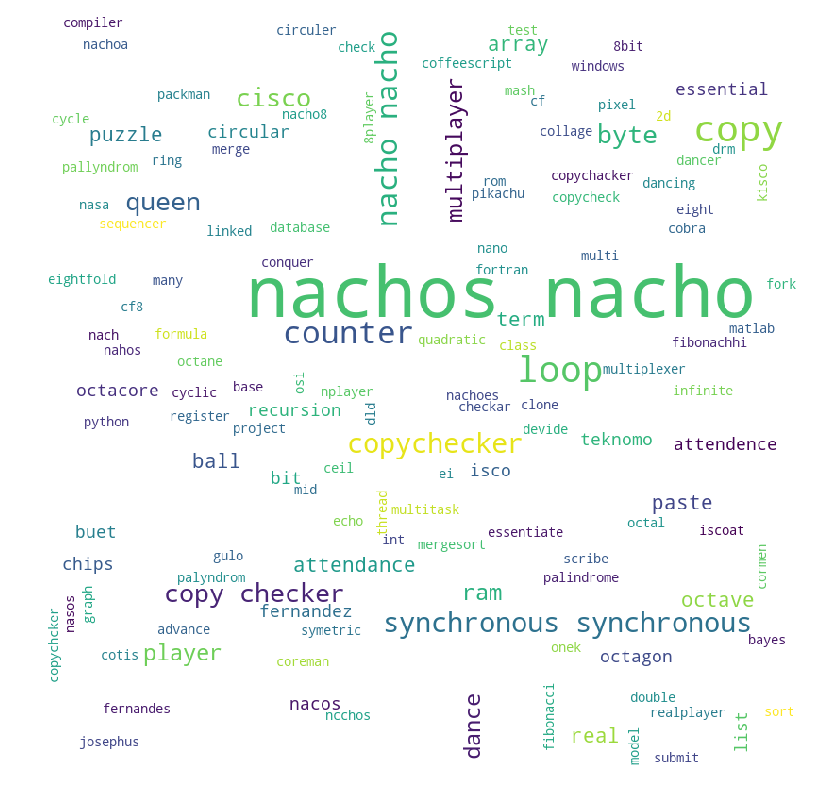 compiler
nachoa
circuler
check
nacho nacho
array
test
coffeescript
8bit
windows
essential
packman
cisco
nacho8
8player
multiplayer
mash
cf
pixel
2d
copy
cycle
puzzle
circular
merge
collage
byte
drm
dancer
pallyndrom
ring
rom
pikachu
copychacker
copycheck
dancing
kisco
nasa
queen
sequencer
linked
database
eight
cobra
nano
fortran
multi
conquer
eightfold
many
nachos nacho
fork
cf8
counter
term
matlab
nach
nahos
formula
quadratic
class
fibonachhi
octane
loop
multiplexer
octacore
cyclic
base
osi
nplayer
nachoes
checkar
clone
infinite
python
register
recursion
project
dld
devide
teknomo
attendence
copychecker
ball
ceil
bit
mid
ei
isco
paste
thread
multitask
echo
int
mergesort
essentiate
octal
iscoat
buet
chips
gulo
palyndrom
attendance
scribe
palindrome
cormen
graph
nasos
copychcker
copy checker
fernandez
ram
octave
advance
symetric
synchronous synchronous
bayes
cotis
player
coreman
onek
octagon
fernandes
nacos
ncchos
dance
fibonacci
double
realplayer
sort
josephus
real
model
submit
list